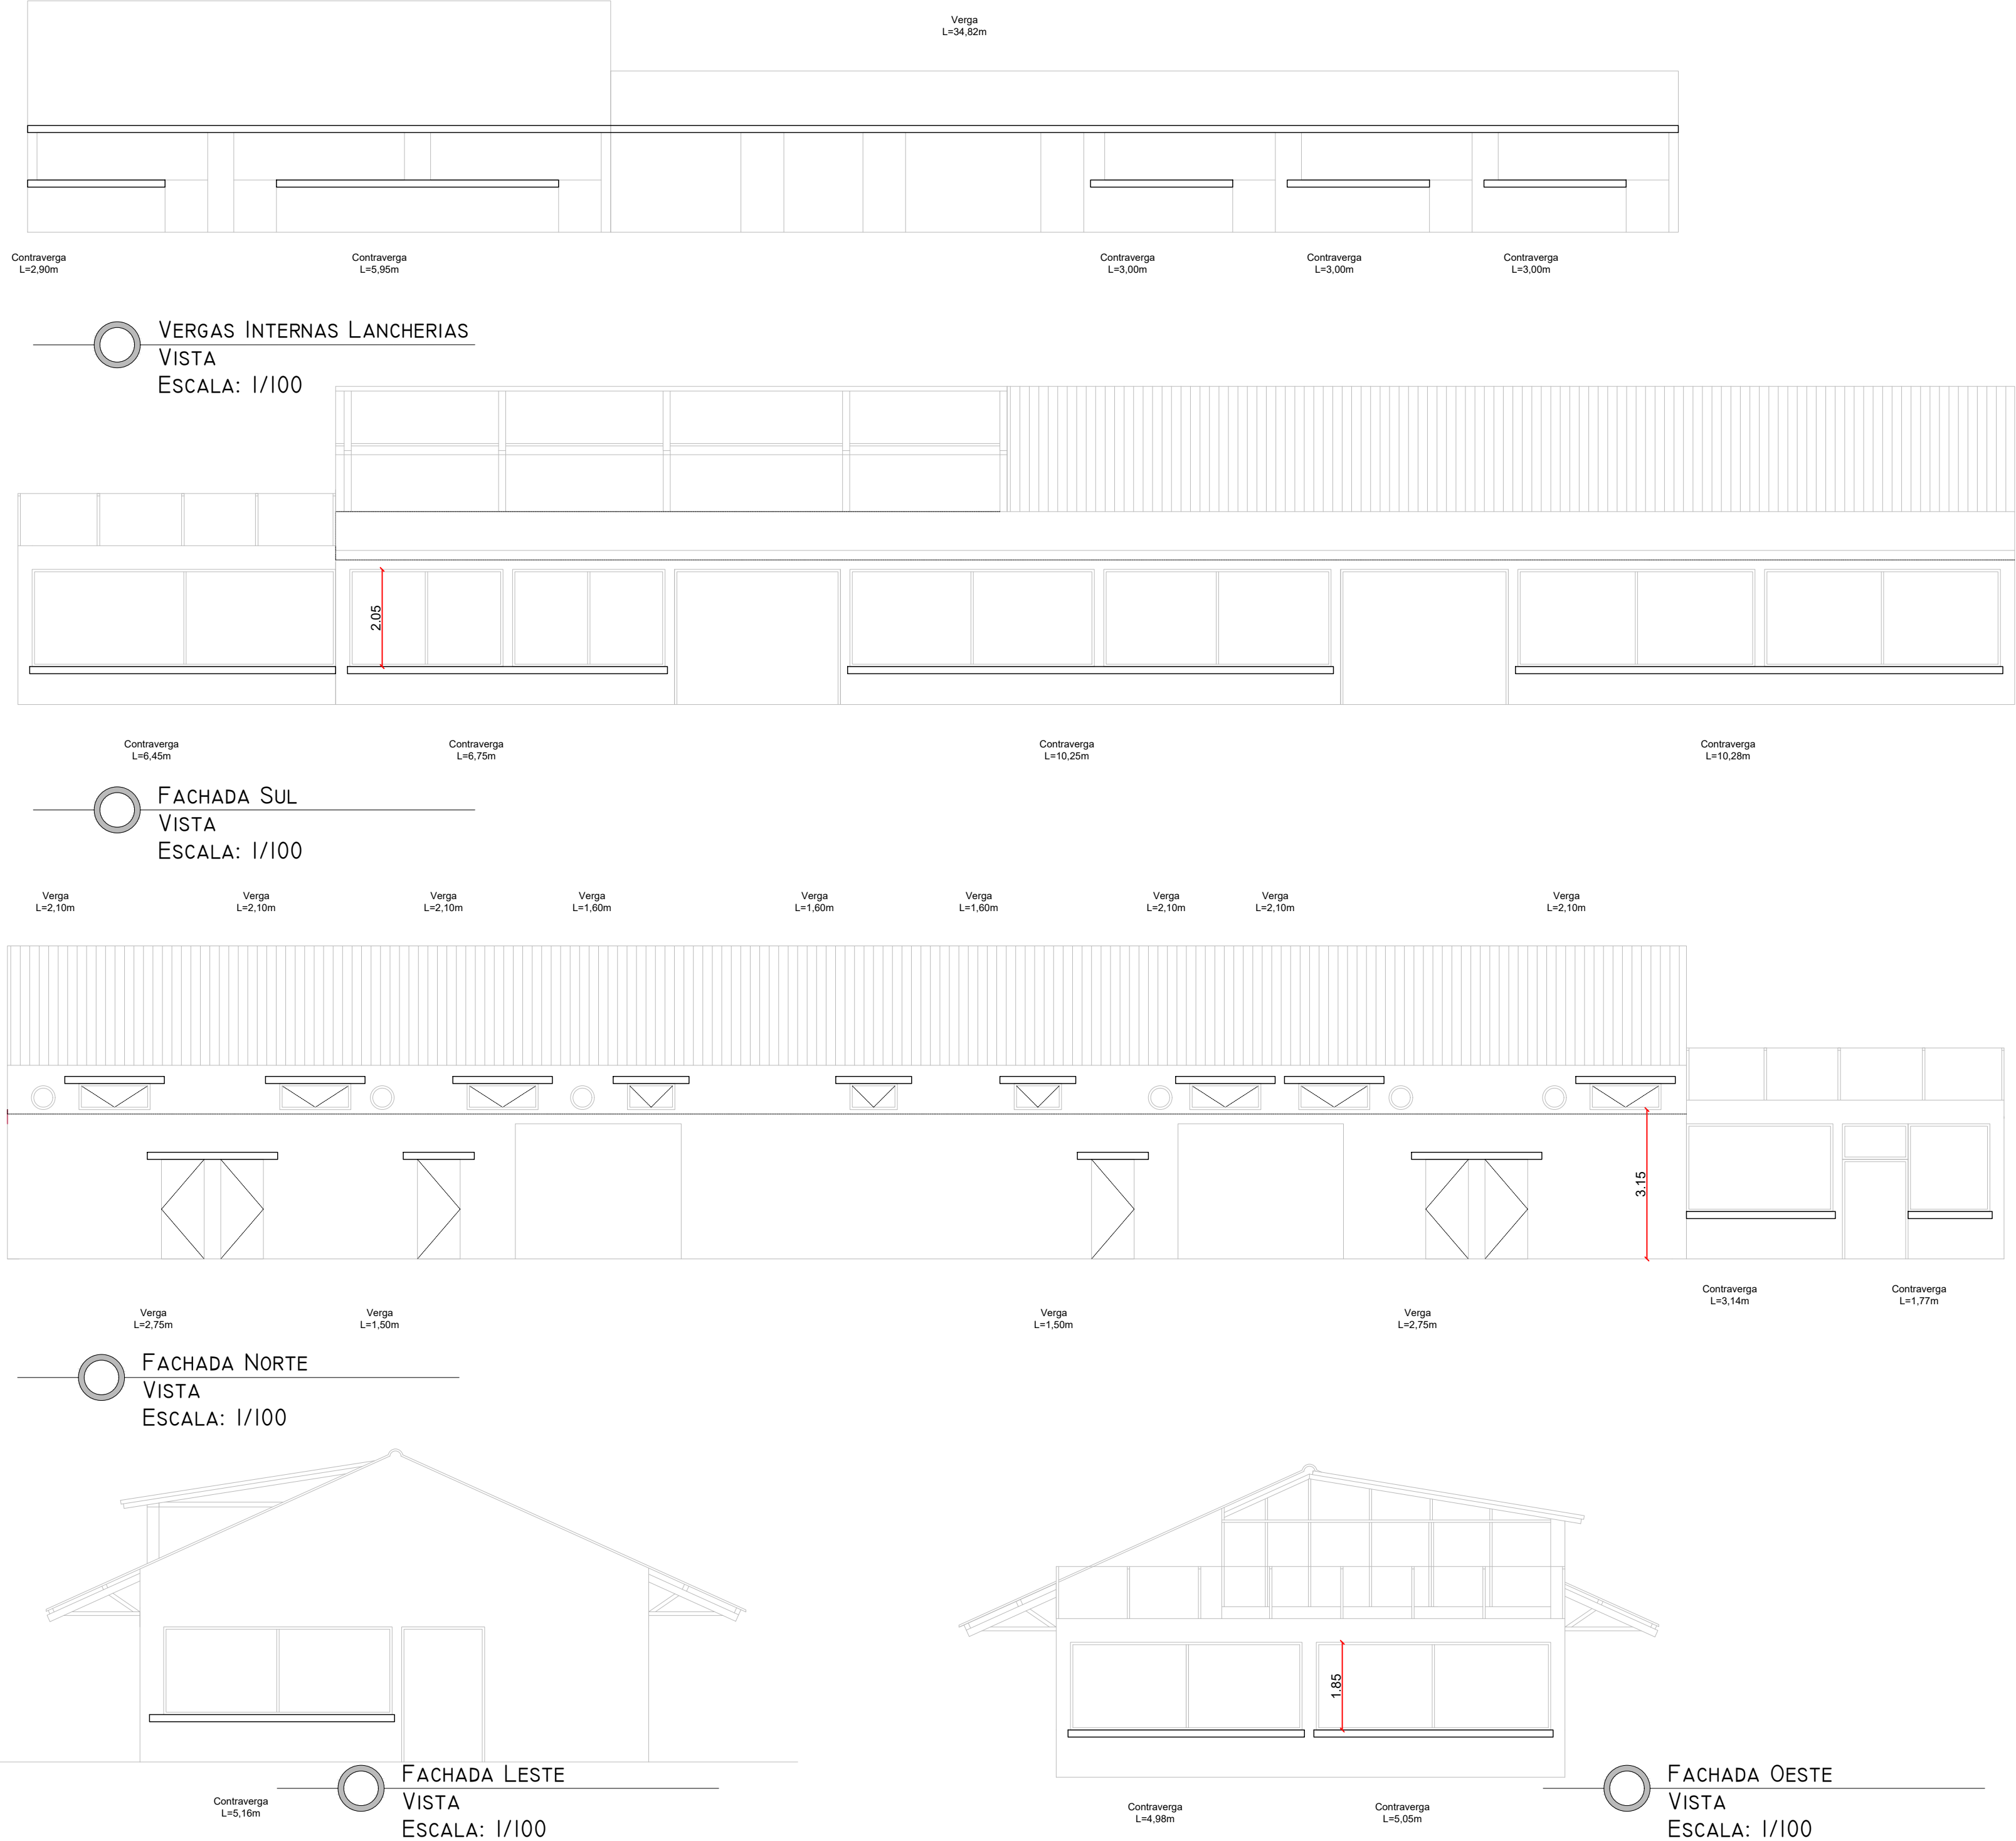 Verga
L=34,82m
Contraverga
L=2,90m
Contraverga
L=5,95m
Contraverga
L=3,00m
Contraverga
L=3,00m
Contraverga
L=3,00m
Vergas Internas Lancherias
Vista
Escala: 1/100
2.05
Contraverga
L=6,45m
Contraverga
L=6,75m
Contraverga
L=10,25m
Contraverga
L=10,28m
Fachada Sul
Vista
Escala: 1/100
Verga
L=2,10m
Verga
L=2,10m
Verga
L=2,10m
Verga
L=1,60m
Verga
L=1,60m
Verga
L=1,60m
Verga
L=2,10m
Verga
L=2,10m
Verga
L=2,10m
3.15
Contraverga
L=3,14m
Contraverga
L=1,77m
Verga
L=2,75m
Verga
L=1,50m
Verga
L=1,50m
Verga
L=2,75m
Fachada Norte
Vista
Escala: 1/100
1.85
Contraverga
L=5,16m
Fachada Leste
Vista
Escala: 1/100
Contraverga
L=4,98m
Contraverga
L=5,05m
Fachada Oeste
Vista
Escala: 1/100